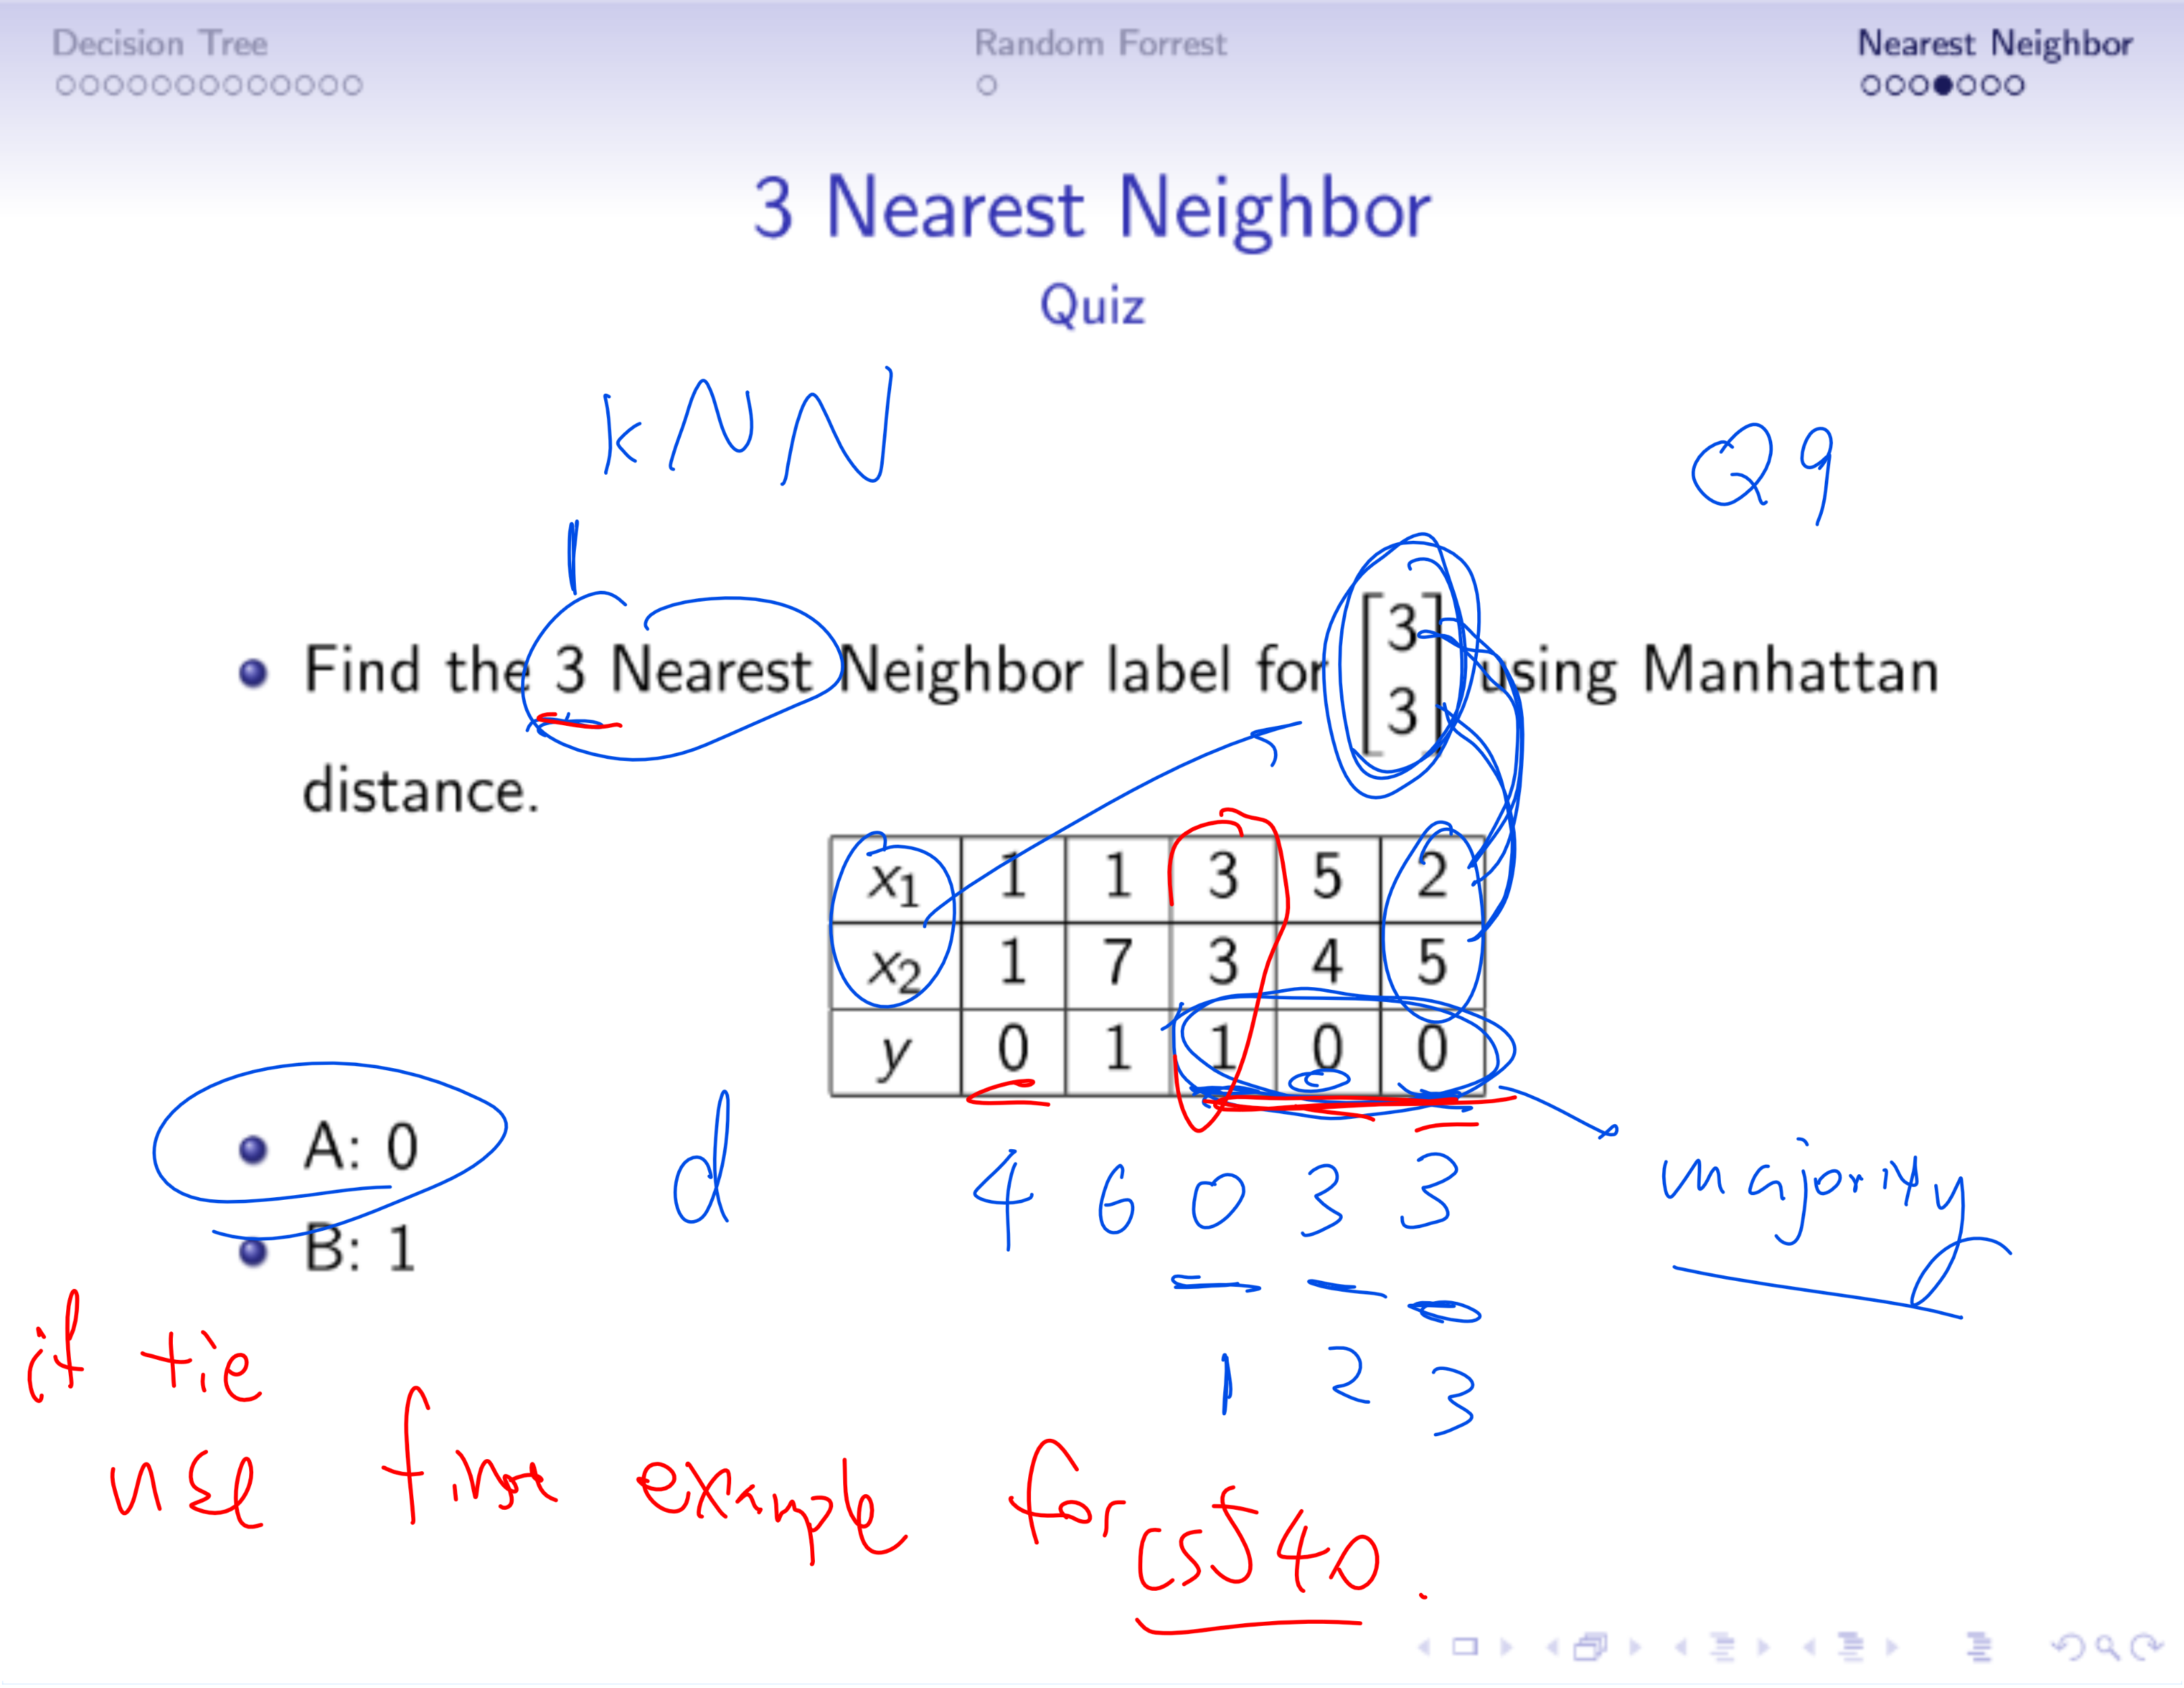 Decision Tree Random Forrest Nearest Neighbor
3 Nearest Neighbor
Quiz
kNN
Q9
Find the 3 Nearest Neighbor label for [3 3] using Manhattan
distance.
x1 1 1 3 5 2
x2 1 7 3 4 5
y 0 1 1 0 0
A: 0
d 4 6 0 3 3
majority
B: 1
1 2 3
if tie
use first example for cs540.